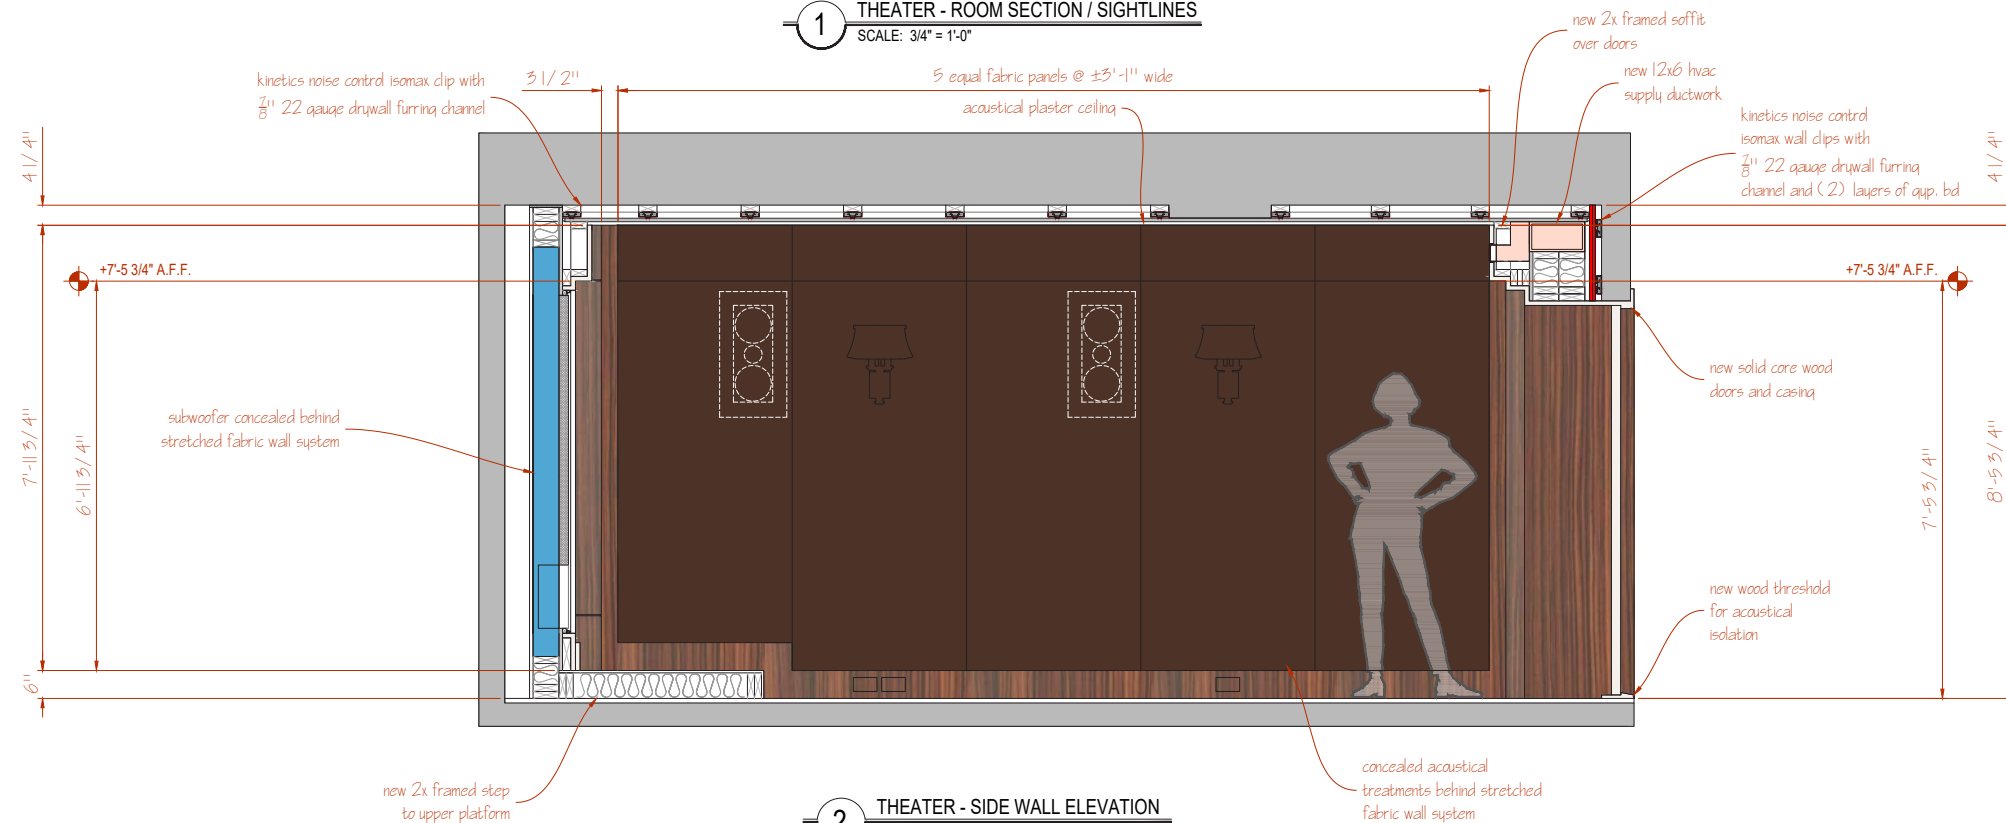 1
THEATER - ROOM SECTION / SIGHTLINES
SCALE: 3/4" = 1'-0"
new 2x framed soffit
over doors
kinetics noise control isomax clip with
7/8" 22 gauge drywall furring channel
3 1/2"
5 equal fabric panels @ ±3'-1" wide
acoustical plaster ceiling
new 12x6 hvac
supply ductwork
kinetics noise control
isomax wall clips with
7/8" 22 gauge drywall furring
channel and (2) layers of gyp. bd
4 1/4"
4 1/4"
+7'-5 3/4" A.F.F.
+7'-5 3/4" A.F.F.
new solid core wood
doors and casing
subwoofer concealed behind
stretched fabric wall system
7'-11 3/4"
6'-11 3/4"
7'-5 3/4"
8'-5 3/4"
new wood threshold
for acoustical
isolation
6"
new 2x framed step
to upper platform
concealed acoustical
treatments behind stretched
fabric wall system
2
THEATER - SIDE WALL ELEVATION